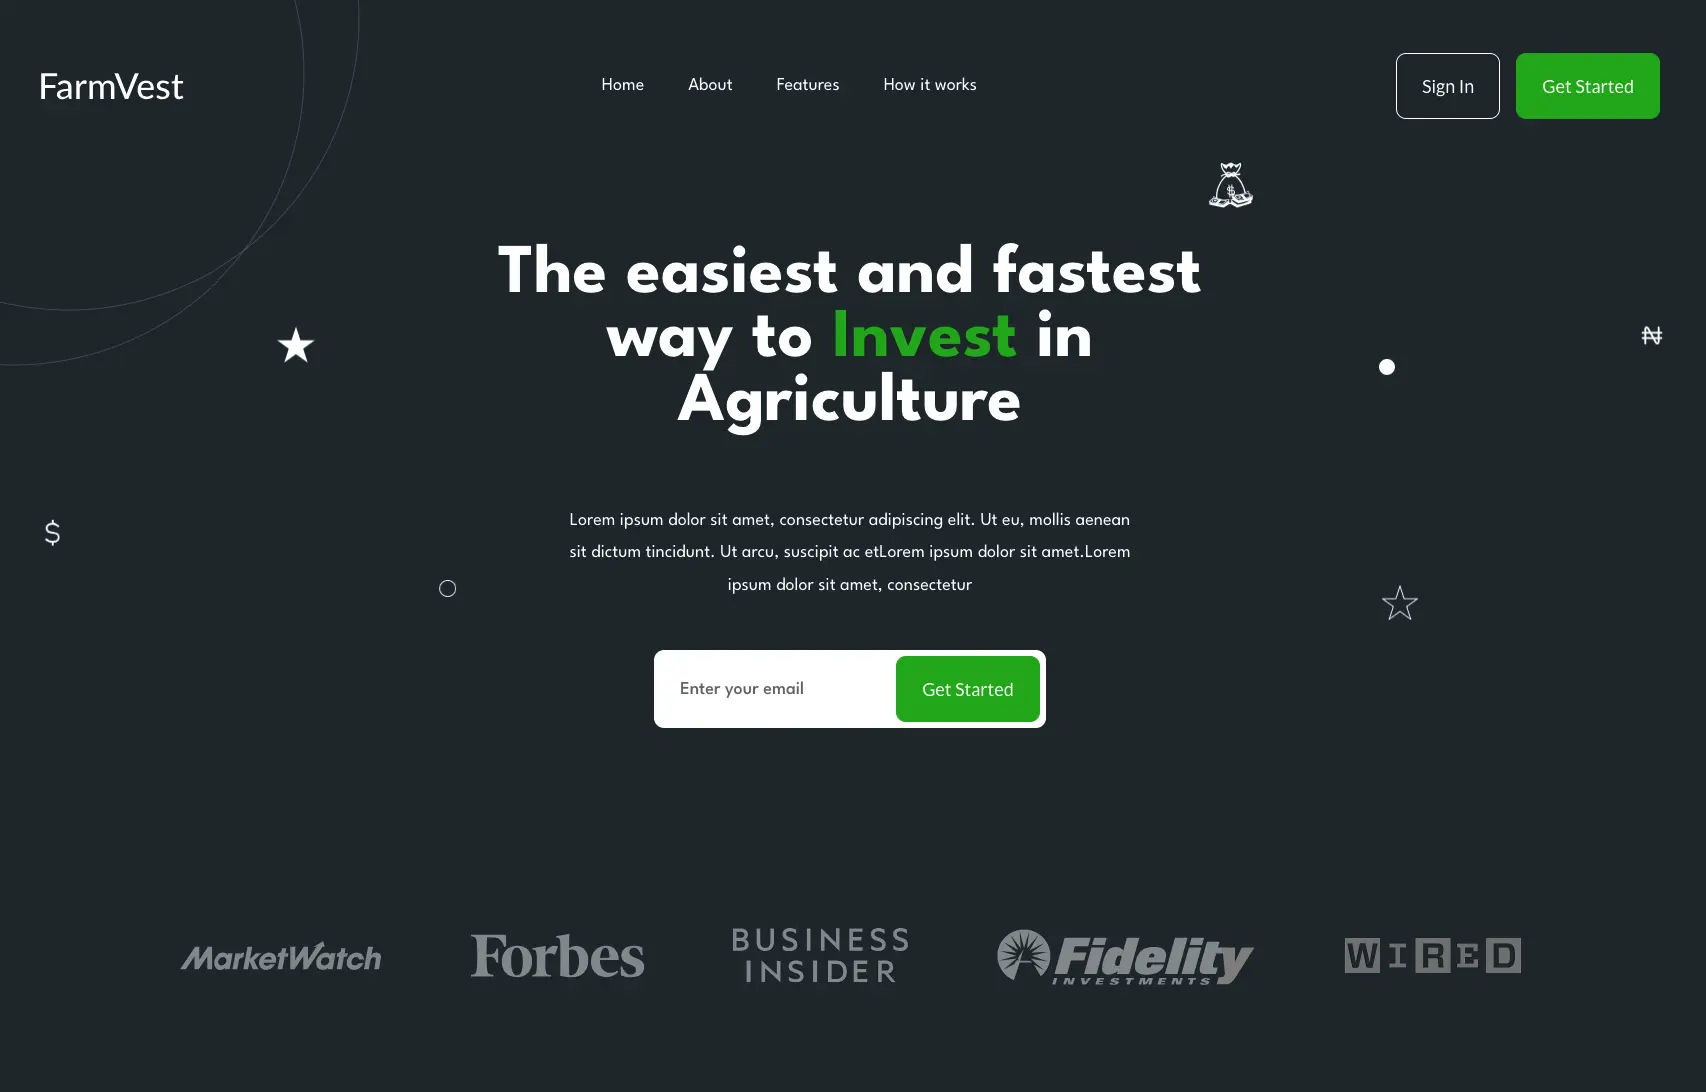 FarmVest
Home
About
Features
How it works
Sign In
Get Started
$
The easiest and fastest
way to Invest in
Agriculture
₦
$
Lorem ipsum dolor sit amet, consectetur adipiscing elit. Ut eu, mollis aenean
sit dictum tincidunt. Ut arcu, suscipit ac etLorem ipsum dolor sit amet.Lorem
ipsum dolor sit amet, consectetur
Enter your email
Get Started
MarketWatch
Forbes
BUSINESS
INSIDER
Fidelity
INVESTMENTS
WIRED